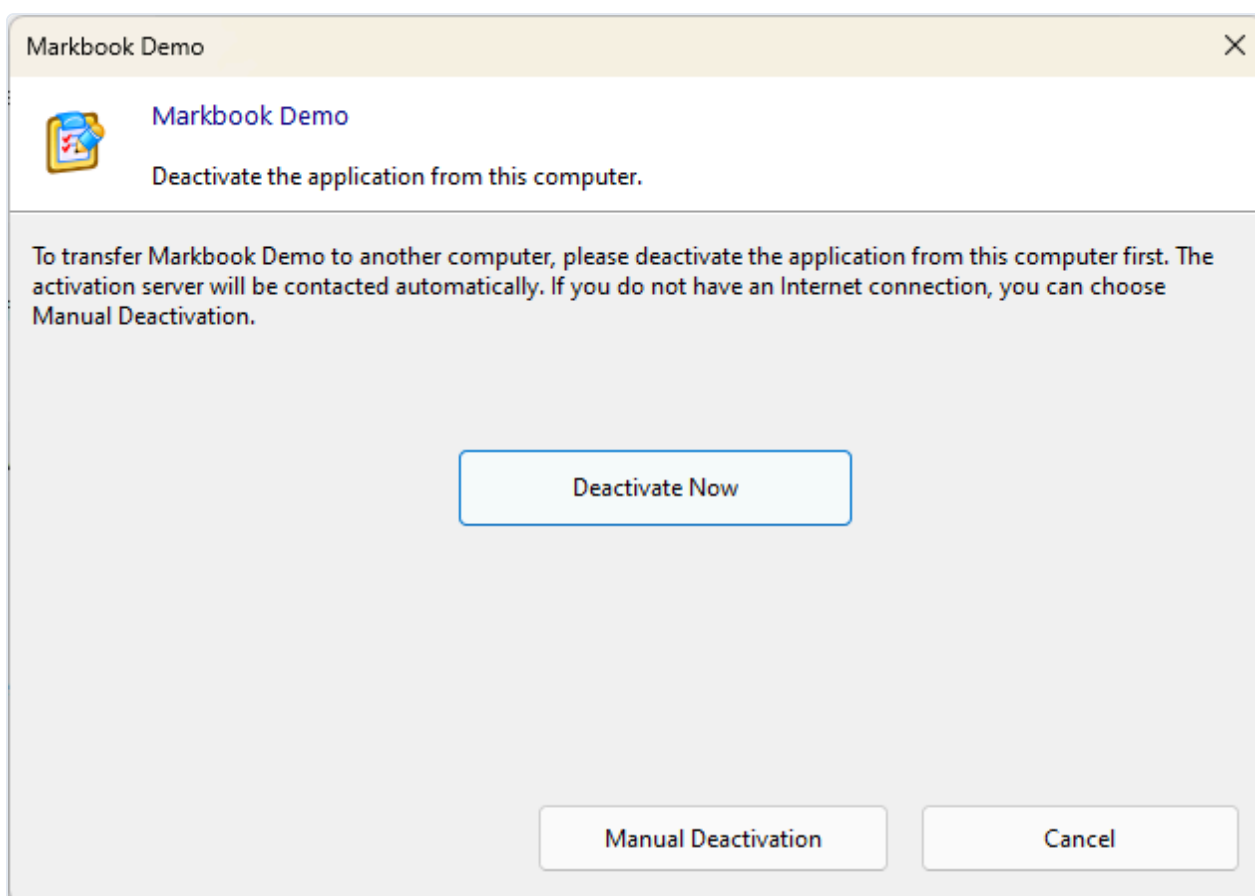 Markbook Demo
Markbook Demo
Deactivate the application from this computer.
To transfer Markbook Demo to another computer, please deactivate the application from this computer first. The
activation server will be contacted automatically. If you do not have an Internet connection, you can choose
Manual Deactivation.
Deactivate Now
Manual Deactivation
Cancel